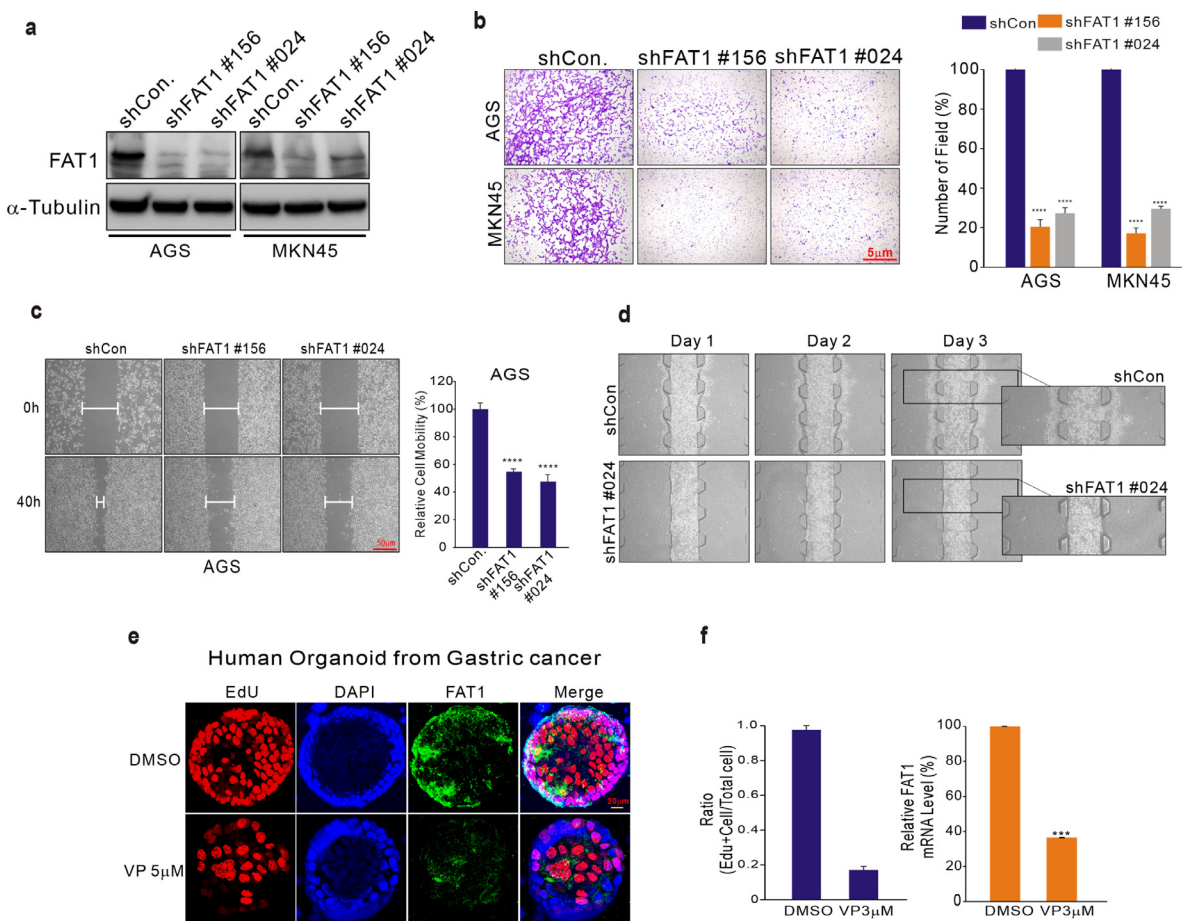 a
shCon.
shFAT1 #156
shFAT1 #024
shCon.
shFAT1 #156
shFAT1 #024
FAT1
α-Tubulin
AGS
MKN45
b
shCon.
shFAT1 #156
shFAT1 #024
AGS
MKN45
5μm
shCon
shFAT1 #156
shFAT1 #024
Number of Field (%)
100
80
60
40
20
0
****
****
****
****
AGS
MKN45
c
shCon
shFAT1 #156
shFAT1 #024
0h
40h
50μm
AGS
AGS
Relative Cell Mobility (%)
120
100
80
60
40
20
0
****
****
shCon.
shFAT1
#156
shFAT1
#024
d
Day 1
Day 2
Day 3
shCon
shCon
shFAT1 #024
shFAT1 #024
e
Human Organoid from Gastric cancer
EdU
DAPI
FAT1
Merge
DMSO
20μm
VP 5μM
f
Ratio
(Edu+Cell/Total cell)
1.0
0.8
0.6
0.4
0.2
0
DMSO
VP3μM
Relative FAT1
mRNA Level (%)
100
80
60
40
20
0
***
DMSO
VP3μM